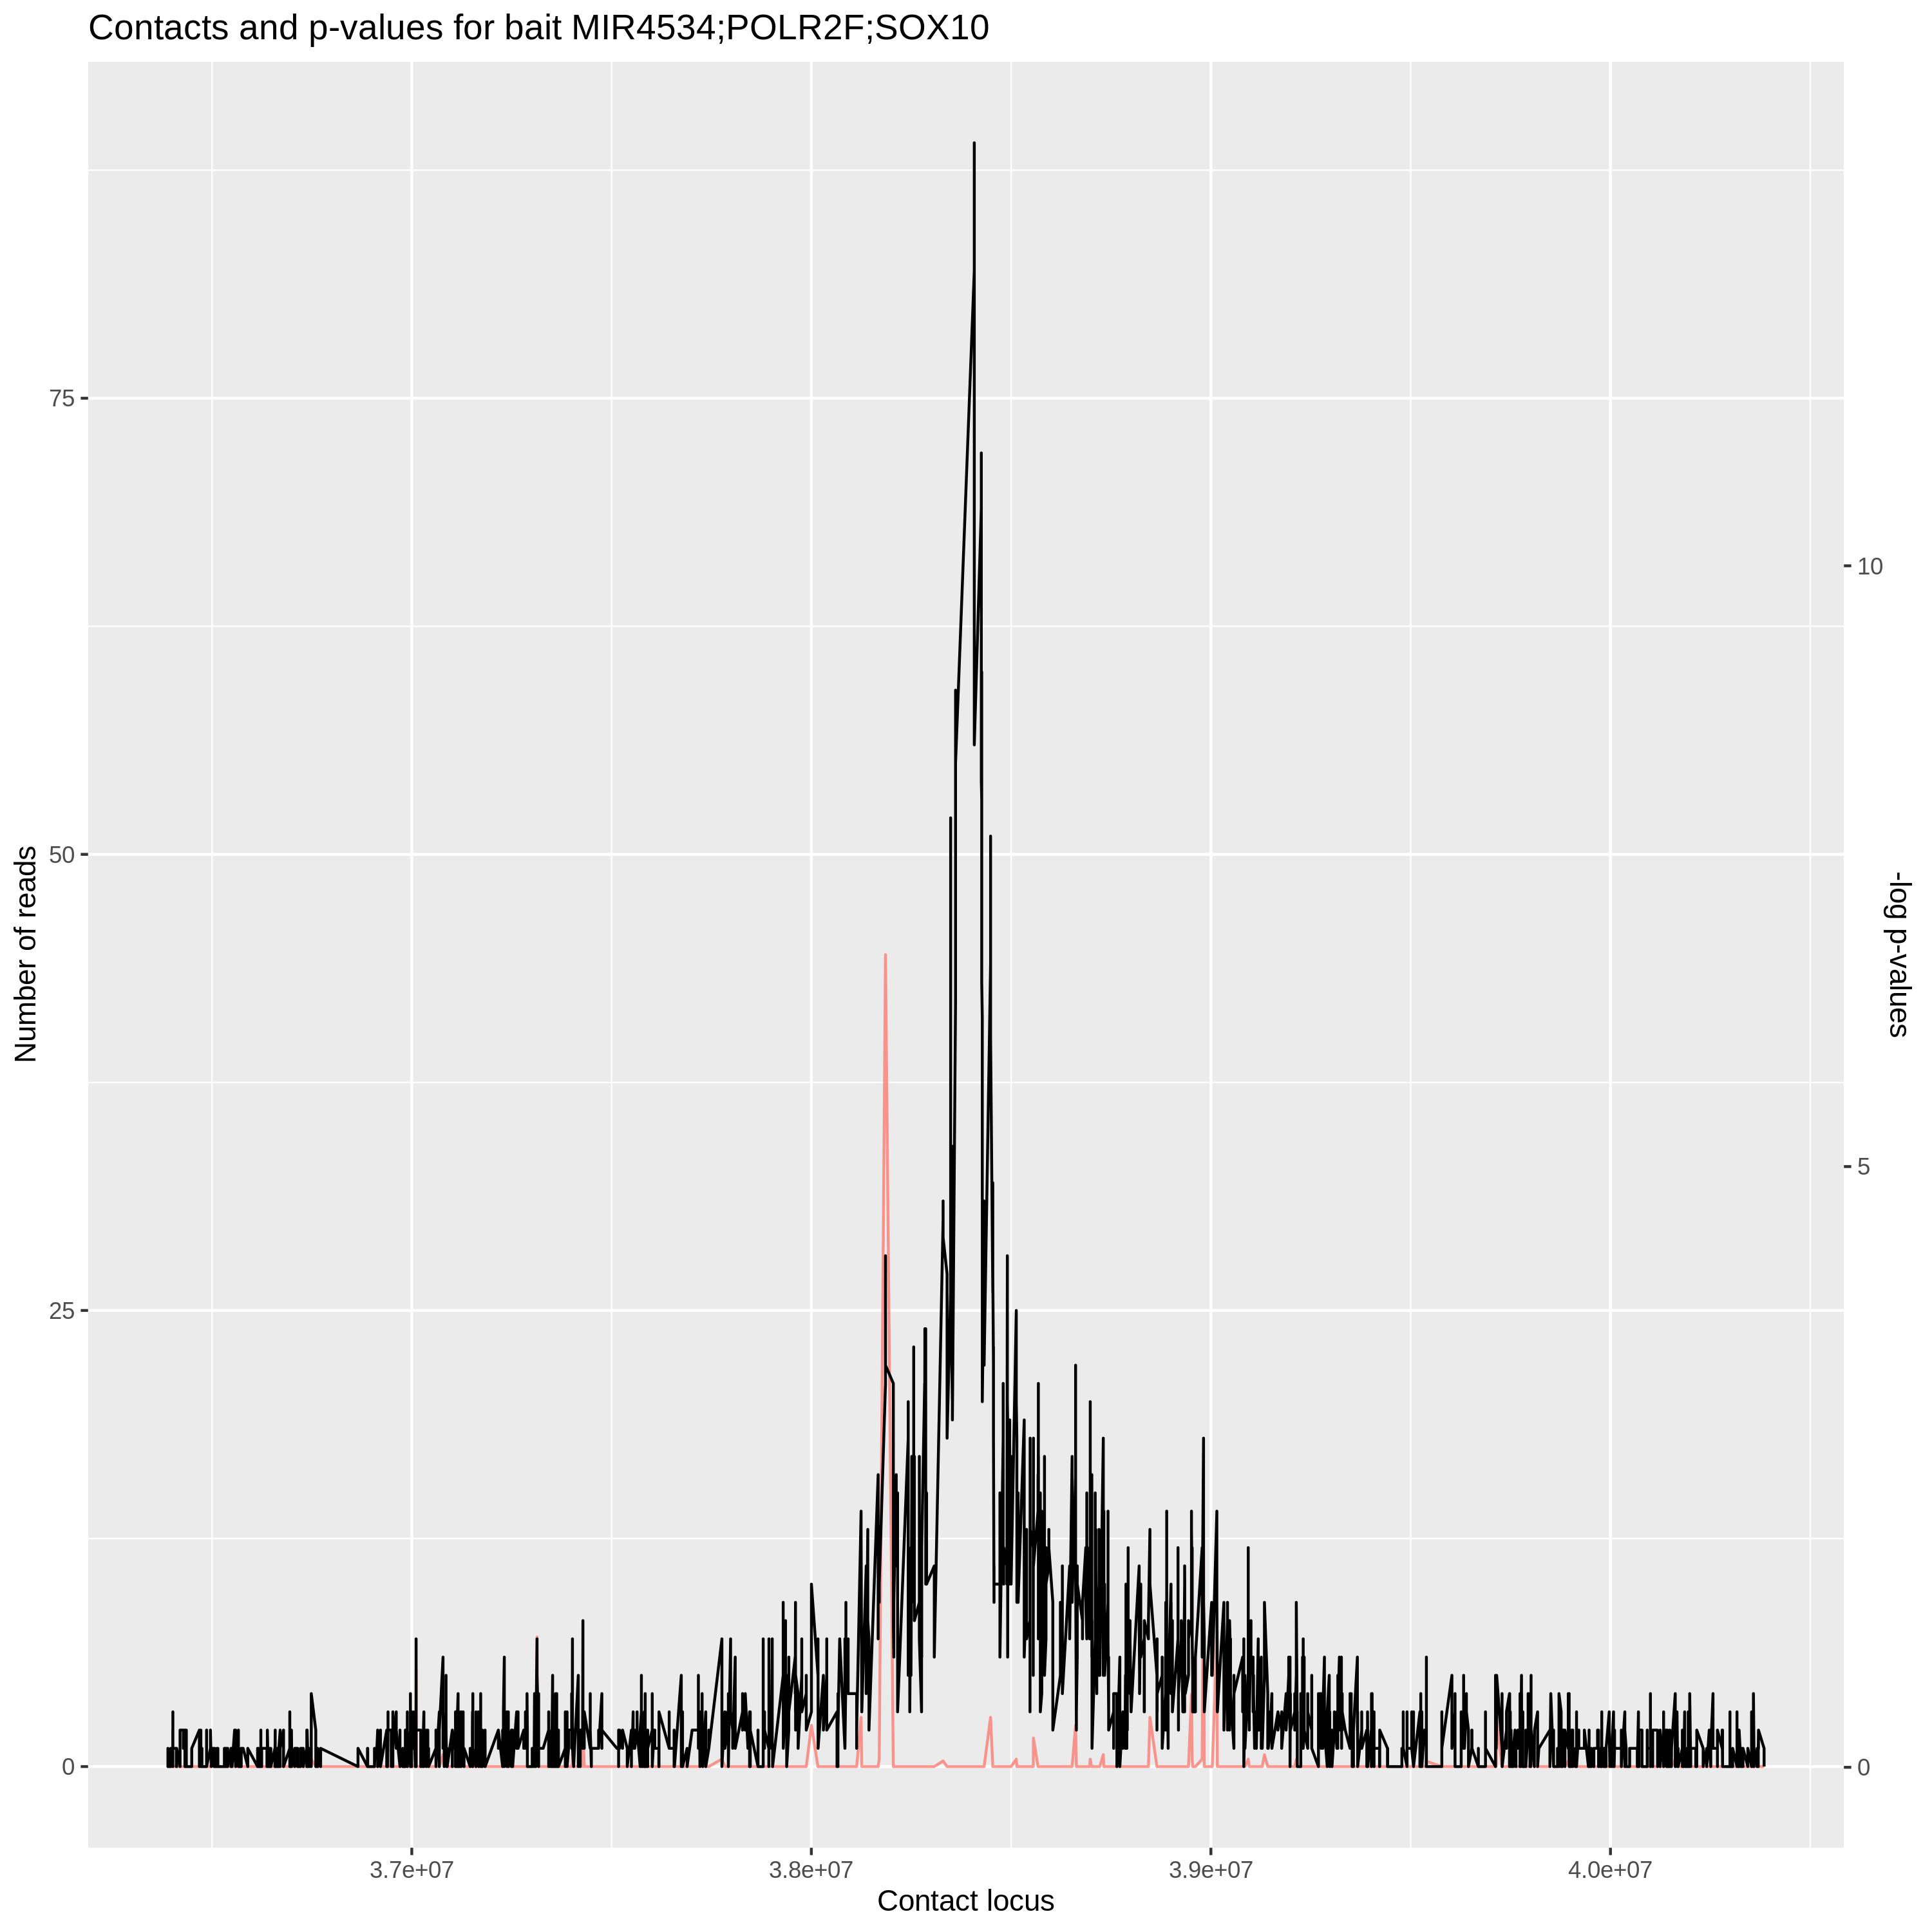 Contacts and p-values for bait MIR4534;POLR2F;SOX10
75
50
25
0
Number of reads
10
5
0
-log p-values
3.7e+07 3.8e+07 3.9e+07 4.0e+07
Contact locus